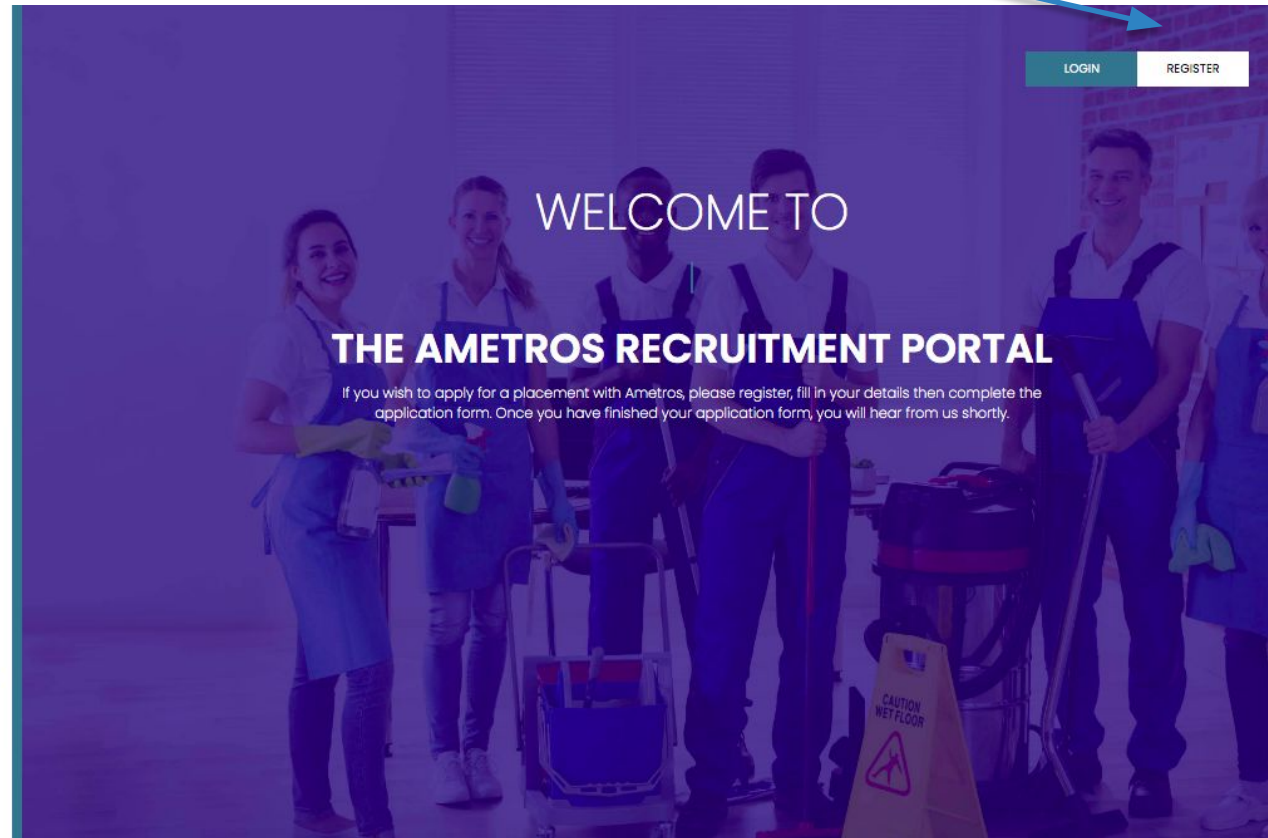 LOGIN REGISTER
WELCOME TO
THE AMETROS RECRUITMENT PORTAL
If you wish to apply for a placement with Ametros, please register, fill in your details then complete the
application form. Once you have finished your application form, you will hear from us shortly.
CAUTION
WET FLOOR